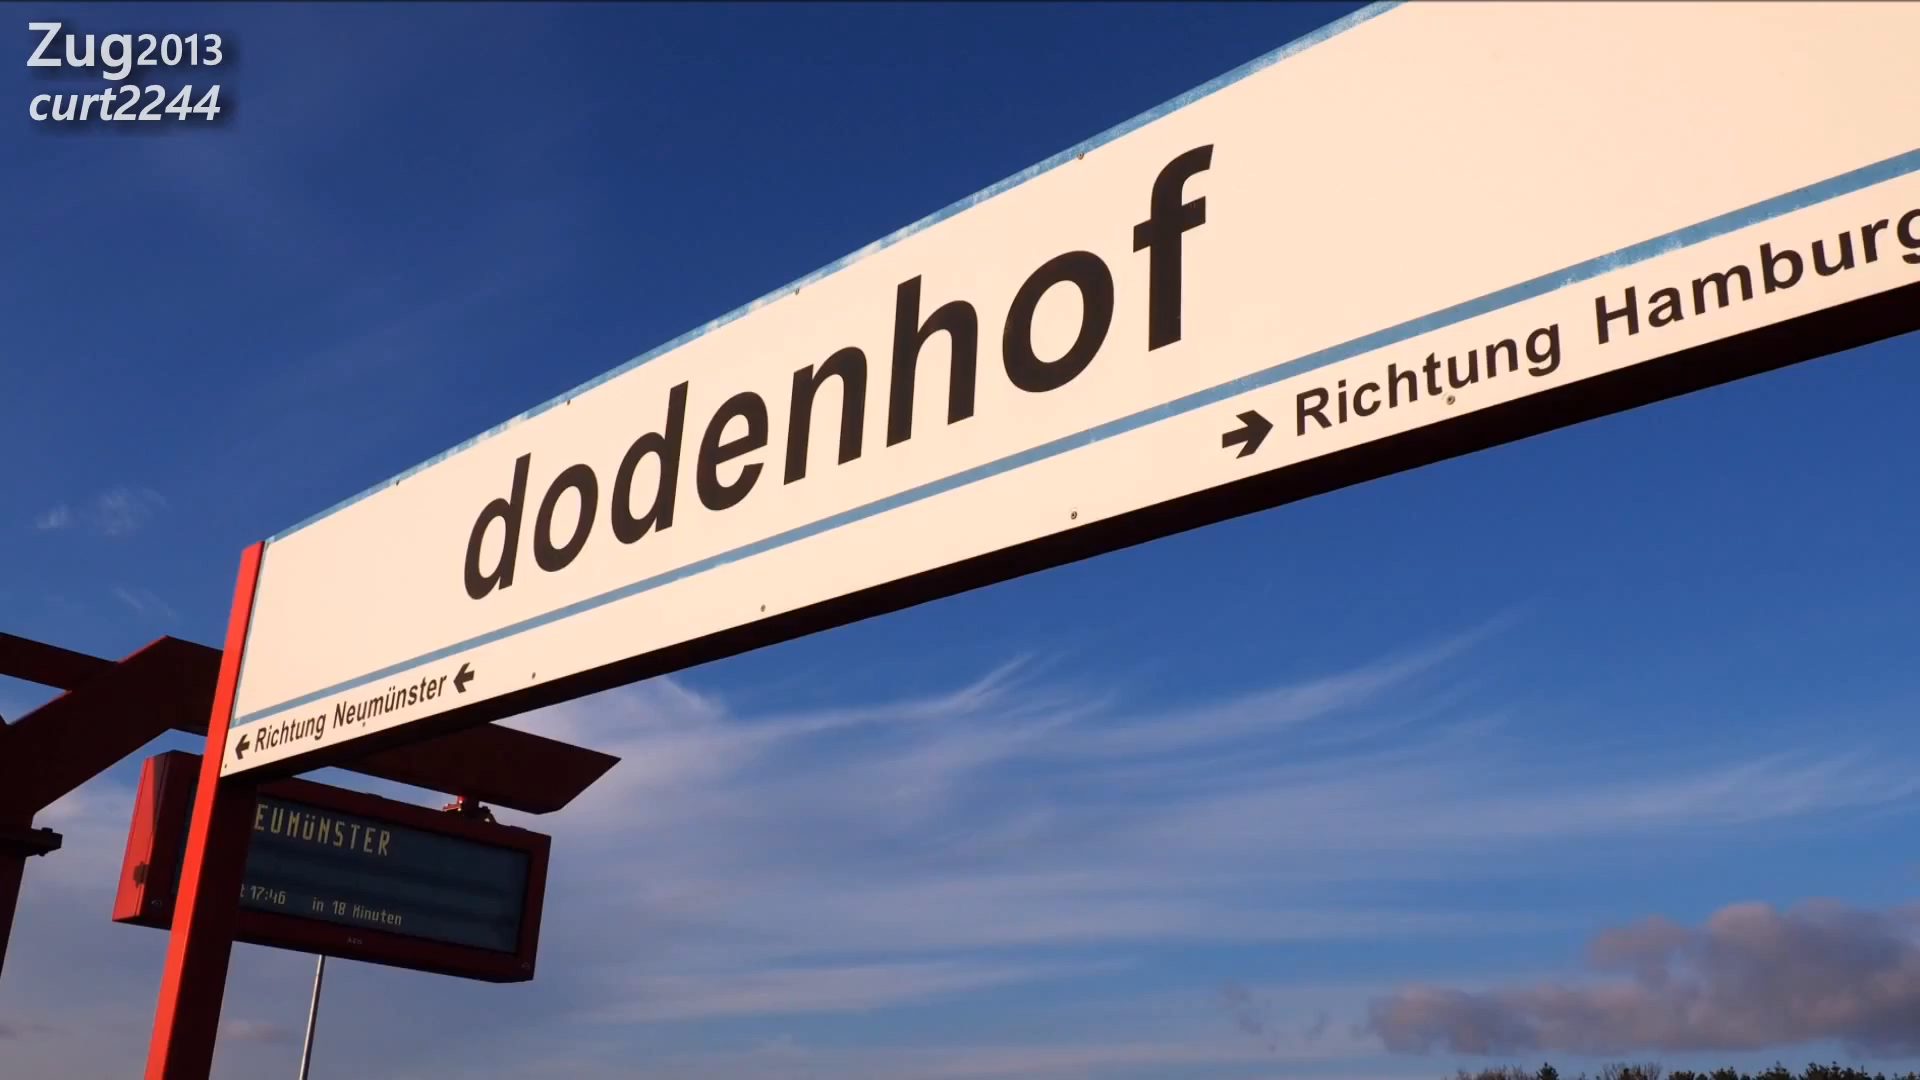 Zug2013
curt2244
dodenhof
→ Richtung Hamburg
← Richtung Neumünster ←
EUMÜNSTER
17:46 in 18 Minuten